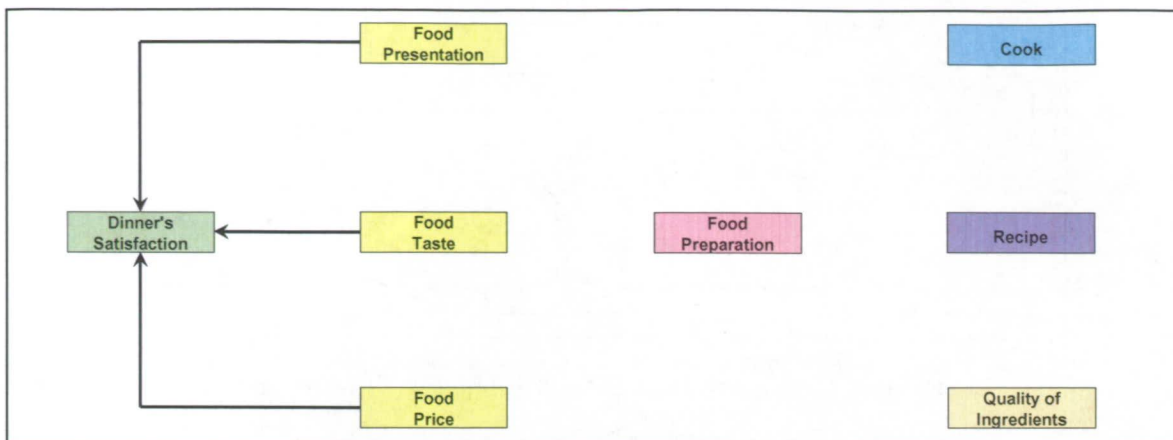 Food
Presentation
Cook
Dinner's
Satisfaction
Food
Taste
Food
Preparation
Recipe
Food
Price
Quality of
Ingredients